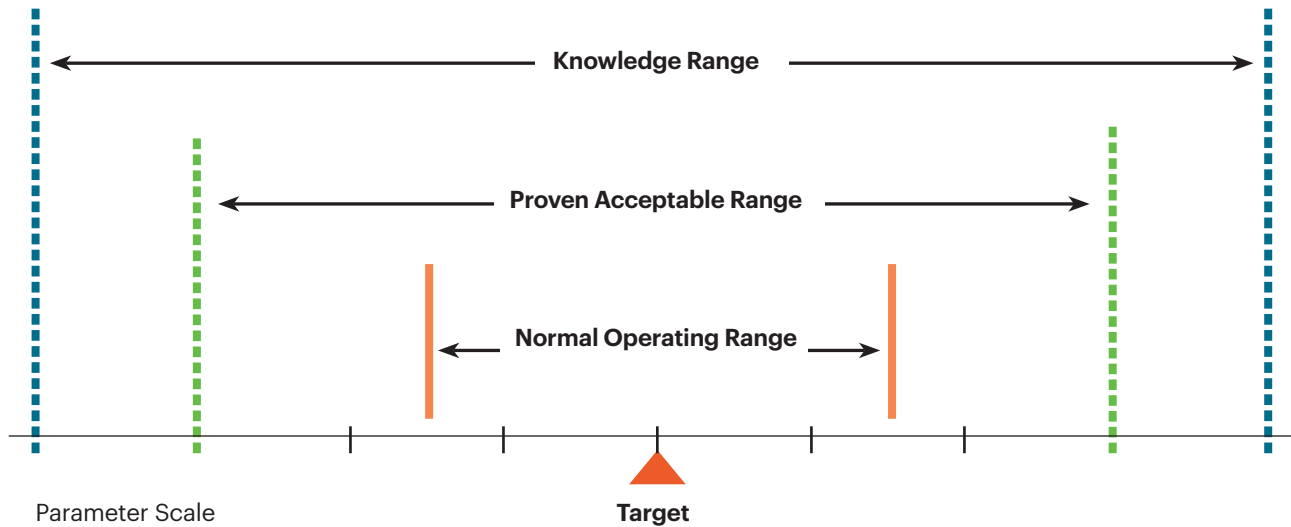 Knowledge Range
Proven Acceptable Range
Normal Operating Range
Parameter Scale
Target